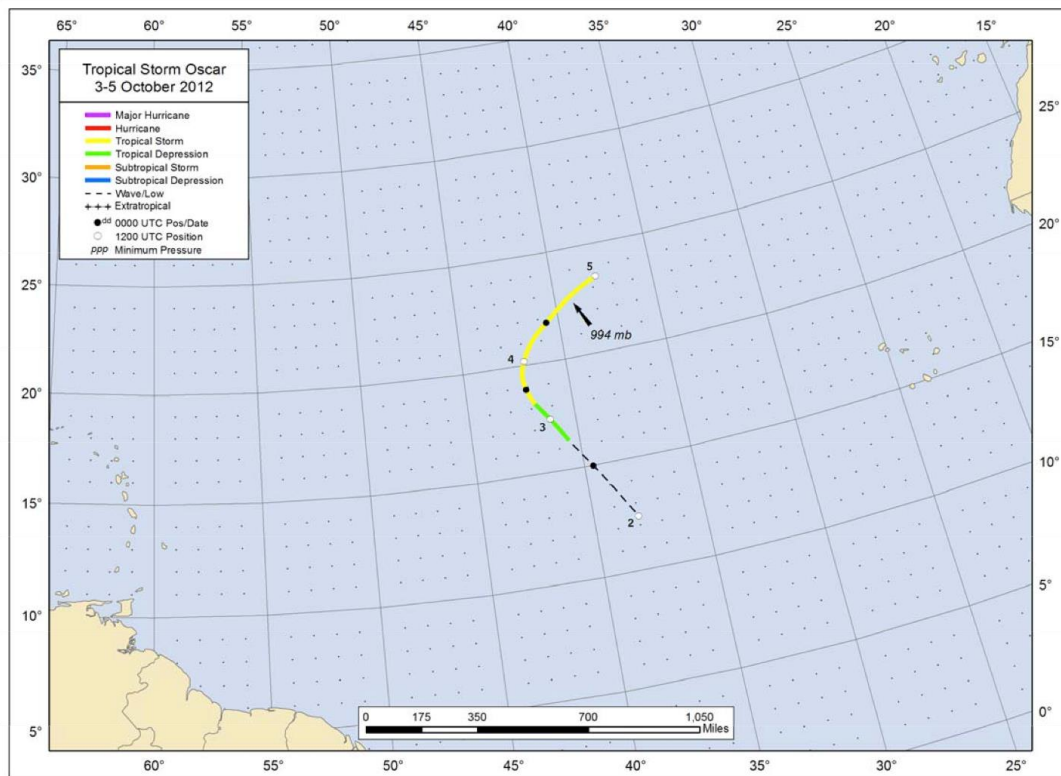 65° 60° 55° 50° 45° 40° 35° 30° 25° 20° 15°
Tropical Storm Oscar
3-5 October 2012
Major Hurricane
Hurricane
Tropical Storm
Tropical Depression
Subtropical Storm
Subtropical Depression
Wave/Low
Extratropical
dd 0000 UTC Pos/Date
1200 UTC Position
ppp Minimum Pressure
35°
30°
25°
20°
15°
10°
5°
25°
20°
15°
10°
5°
0°
5
994 mb
4
3
2
0 175 350 700 1,050
Miles
60° 55° 50° 45° 40° 35° 30° 25°